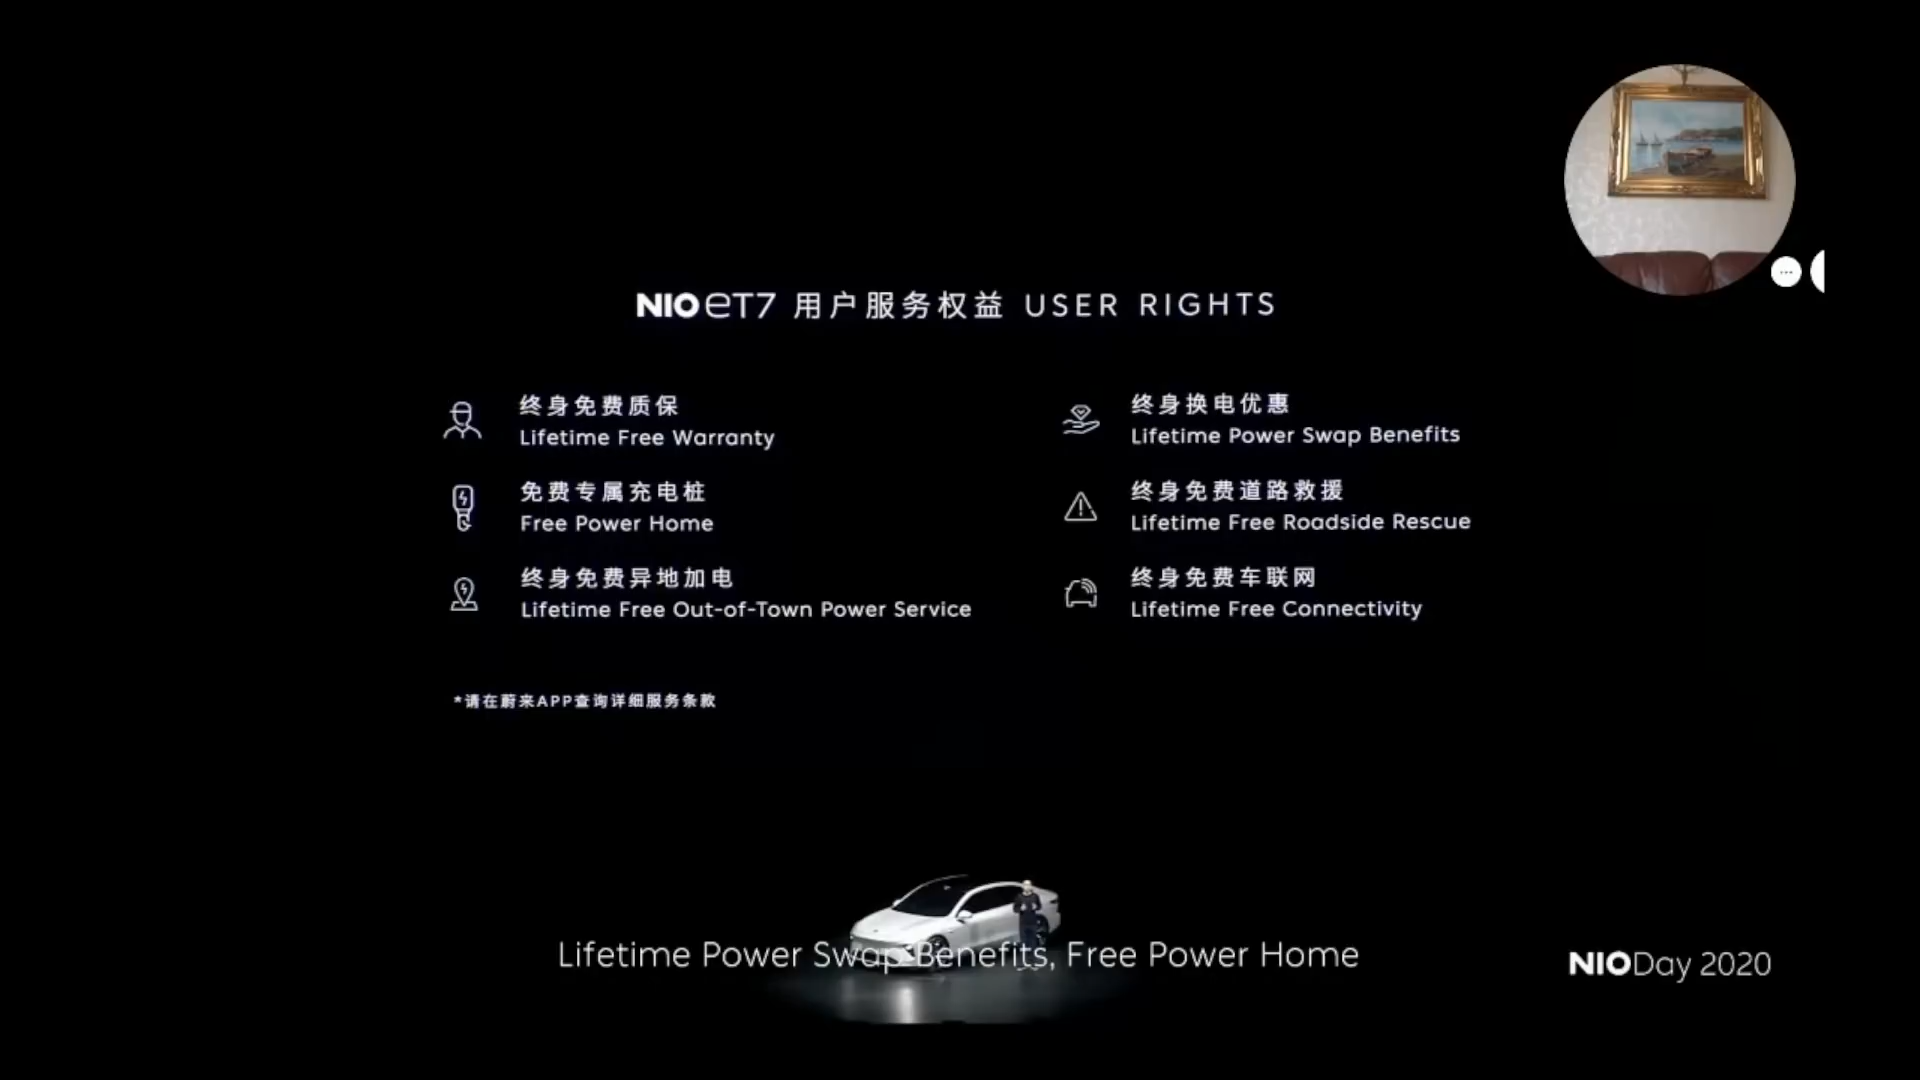 NIO eT7 用户服务权益 USER RIGHTS
终身免费质保
Lifetime Free Warranty
免费专属充电桩
Free Power Home
终身免费异地加电
Lifetime Free Out-of-Town Power Service
终身换电优惠
Lifetime Power Swap Benefits
终身免费道路救援
Lifetime Free Roadside Rescue
终身免费车联网
Lifetime Free Connectivity
*请在蔚来APP查询详细服务条款
Lifetime Power Swap Benefits, Free Power Home
NIO Day 2020